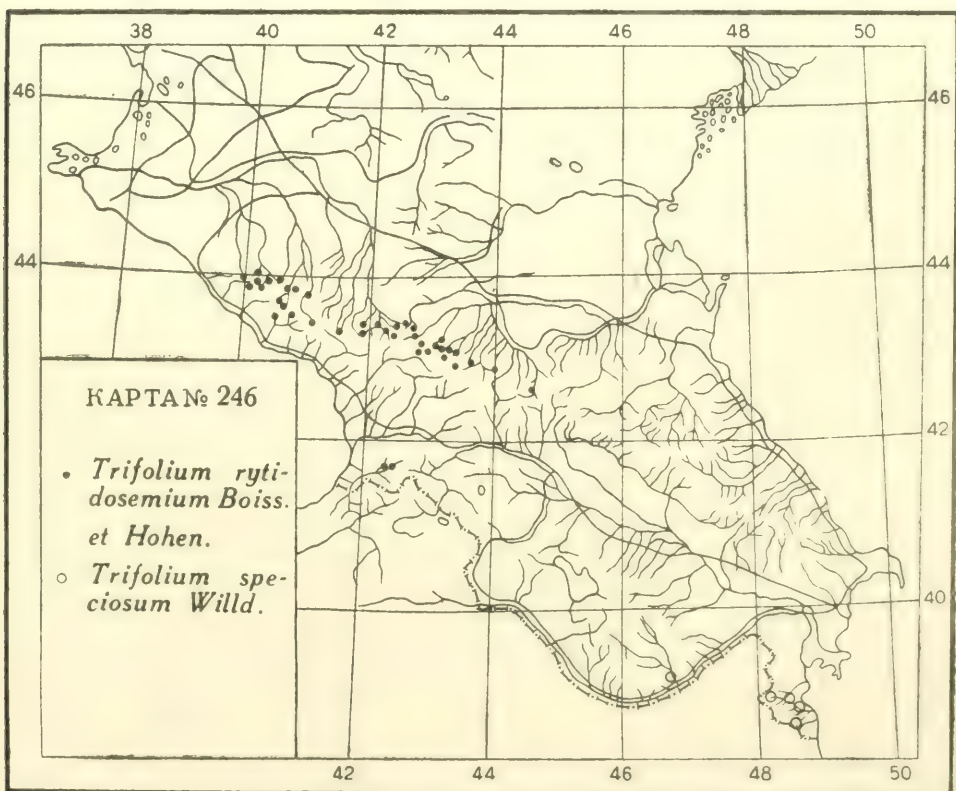 38 40 42 44 46 48 50
46 46
44 44
КАРТА № 246
42
Trifolium ryti-
dosemium Boiss.
et Hohen.
Trifolium spe-
ciosum Willd.
40
42 44 46 48 50